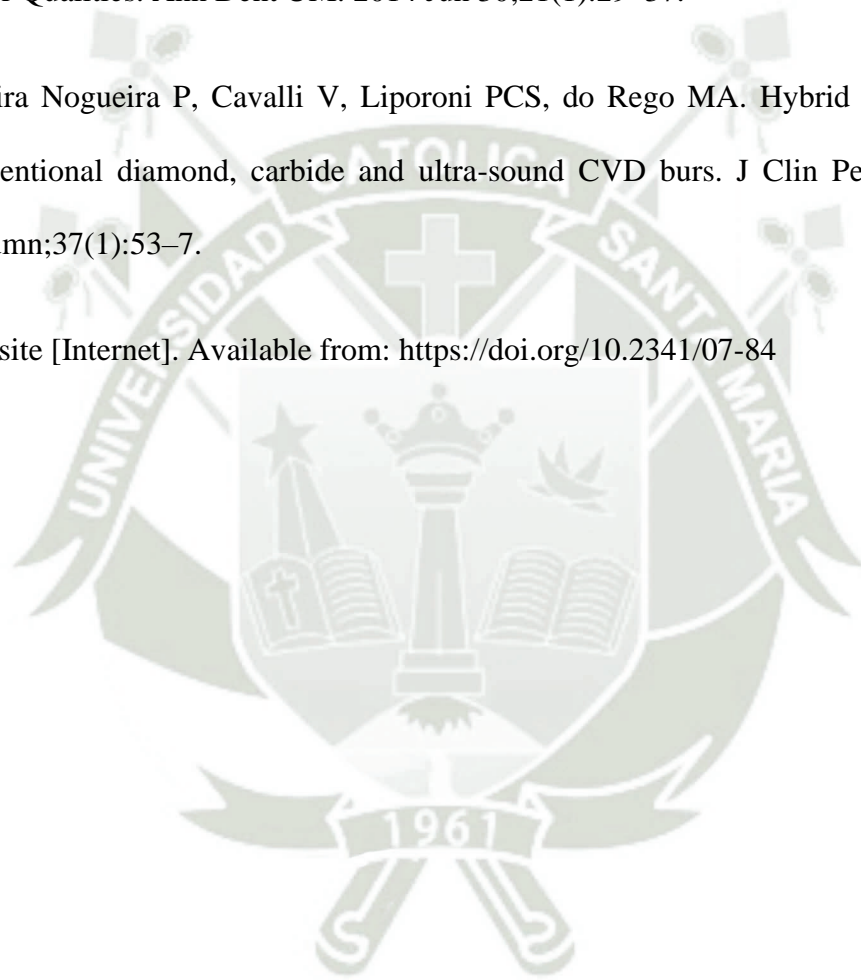 Qualities. Ann Dent UM. 2014 Jun 30;21(1):29–37.
ira Nogueira P, Cavalli V, Liporoni PCS, do Rego MA. Hybrid
entional diamond, carbide and ultra-sound CVD burs. J Clin Pe
mn;37(1):53–7.
site [Internet]. Available from: https://doi.org/10.2341/07-84
UNIVERSIDAD CATOLICA SANTA MARIA
1961